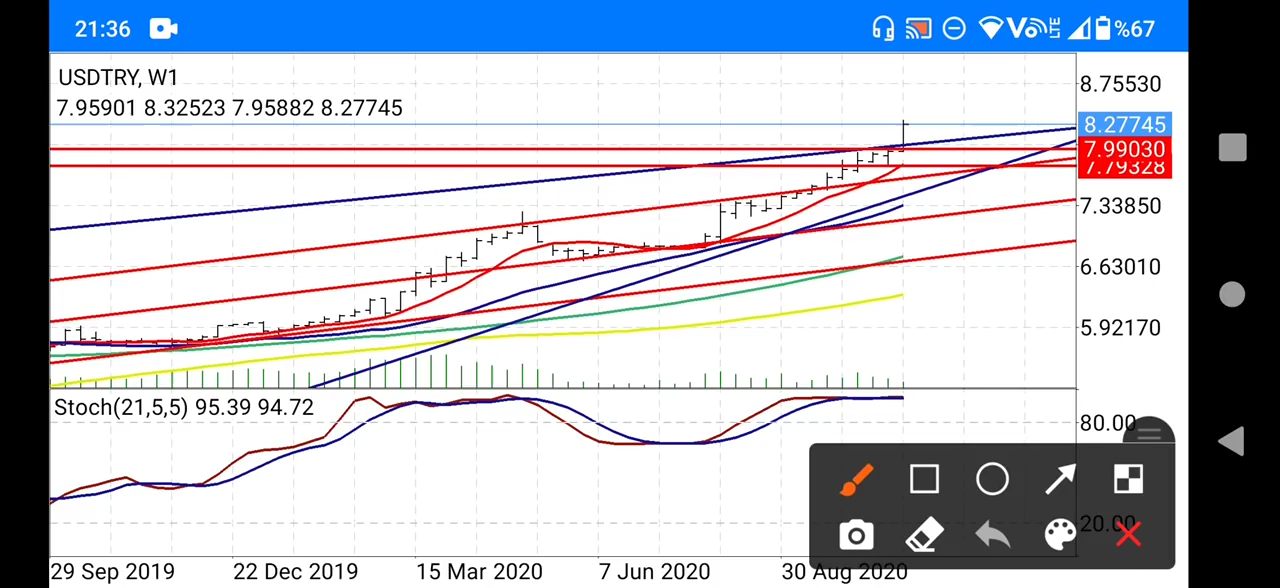 21:36
LTE
%67
USDTRY, W1
7.95901 8.32523 7.95882 8.27745
8.75530
8.27745
7.99030
7.79328
7.33850
6.63010
5.92170
Stoch(21,5,5) 95.39 94.72
80.00
20.00
29 Sep 2019 22 Dec 2019 15 Mar 2020 7 Jun 2020 30 Aug 2020